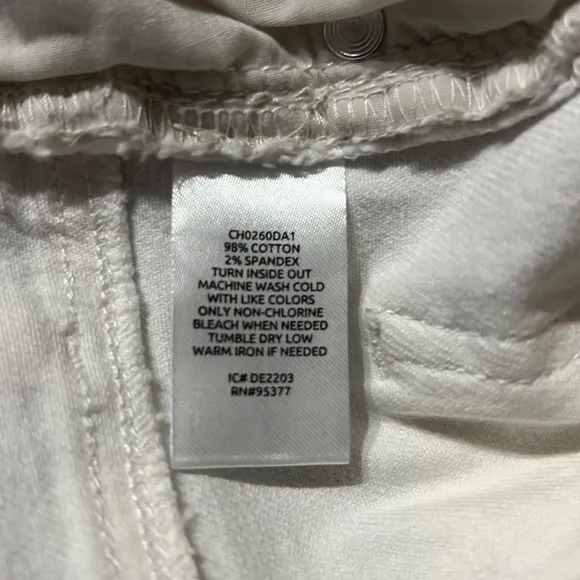 CH0260DA1
98% COTTON
2% SPANDEX
TURN INSIDE OUT
MACHINE WASH COLD
WITH LIKE COLORS
ONLY NON-CHLORINE
BLEACH WHEN NEEDED
TUMBLE DRY LOW
WARM IRON IF NEEDED
IC# DE2203
RN#95377